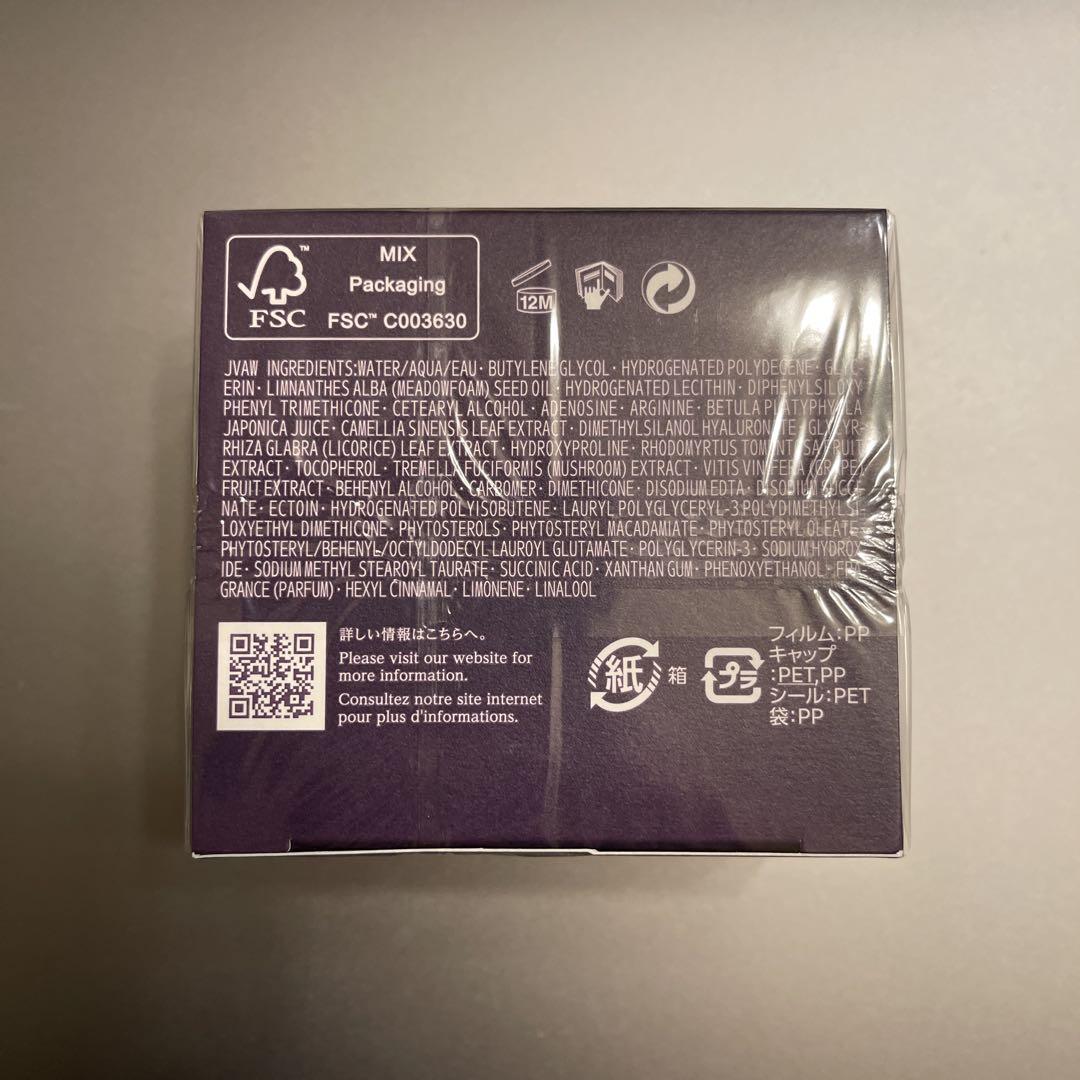 MIX
Packaging
FSC™ C003630
FSC
™
12M
JVAW INGREDIENTS:WATER/AQUA/EAU · BUTYLENE GLYCOL · HYDROGENATED POLYDECENE · GLYC-
ERIN · LIMNANTHES ALBA (MEADOWFOAM) SEED OIL · HYDROGENATED LECITHIN · DIPHENYLSILOXY
PHENYL TRIMETHICONE · CETEARYL ALCOHOL · ADENOSINE · ARGININE · BETULA PLATYPHYLLA
JAPONICA JUICE · CAMELLIA SINENSIS LEAF EXTRACT · DIMETHYLSILANOL HYALURONATE · GLYCYR-
RHIZA GLABRA (LICORICE) LEAF EXTRACT · HYDROXYPROLINE · RHODOMYRTUS TOMENTOSA FRUIT
EXTRACT · TOCOPHEROL · TREMELLA FUCIFORMIS (MUSHROOM) EXTRACT · VITIS VINIFERA (GRAPE)
FRUIT EXTRACT · BEHENYL ALCOHOL · CARBOMER · DIMETHICONE · DISODIUM EDTA · DISODIUM SUCCI-
NATE · ECTOIN · HYDROGENATED POLYISOBUTENE · LAURYL POLYGLYCERYL-3 POLYDIMETHYLSI-
LOXYETHYL DIMETHICONE · PHYTOSTEROLS · PHYTOSTERYL MACADAMIATE · PHYTOSTERYL OLEATE ·
PHYTOSTERYL/BEHENYL/OCTYLDODECYL LAUROYL GLUTAMATE · POLYGLYCERIN-3 · SODIUM HYDROX-
IDE · SODIUM METHYL STEAROYL TAURATE · SUCCINIC ACID · XANTHAN GUM · PHENOXYETHANOL · FRA-
GRANCE (PARFUM) · HEXYL CINNAMAL · LIMONENE · LINALOOL
詳しい情報はこちらへ。
Please visit our website for
more information.
Consultez notre site internet
pour plus d'informations.
紙
箱
プラ
フィルム:PP
キャップ
:PET,PP
シール:PET
袋:PP